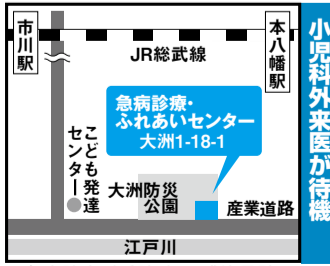 市川駅
本八幡駅
JR総武線
急病診療・
ふれあいセンター
大洲1-18-1
こども発達
センター
大洲防災
公園
産業道路
江戸川
小児科外来医が待機